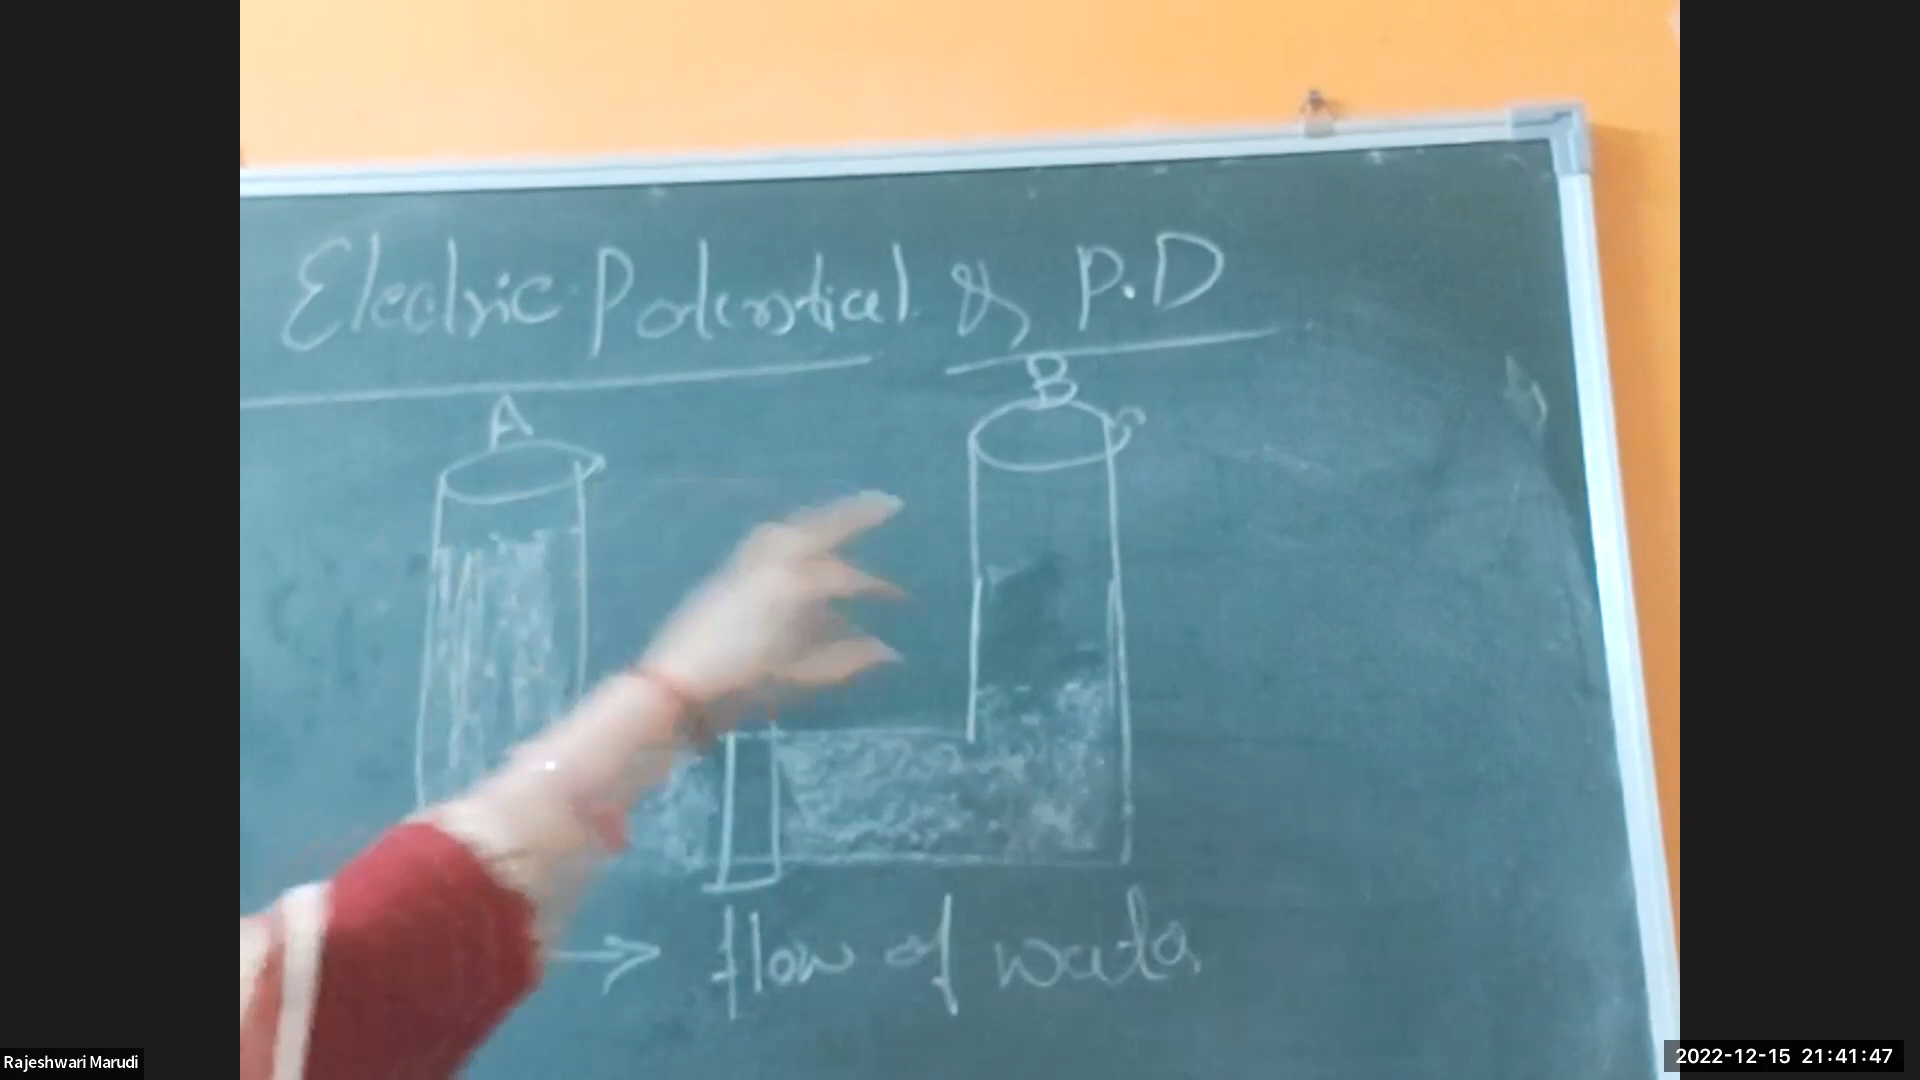 Electric Potential & P.D
A
B
flow of water
Rajeshwari Marudi
2022-12-15 21:41:47